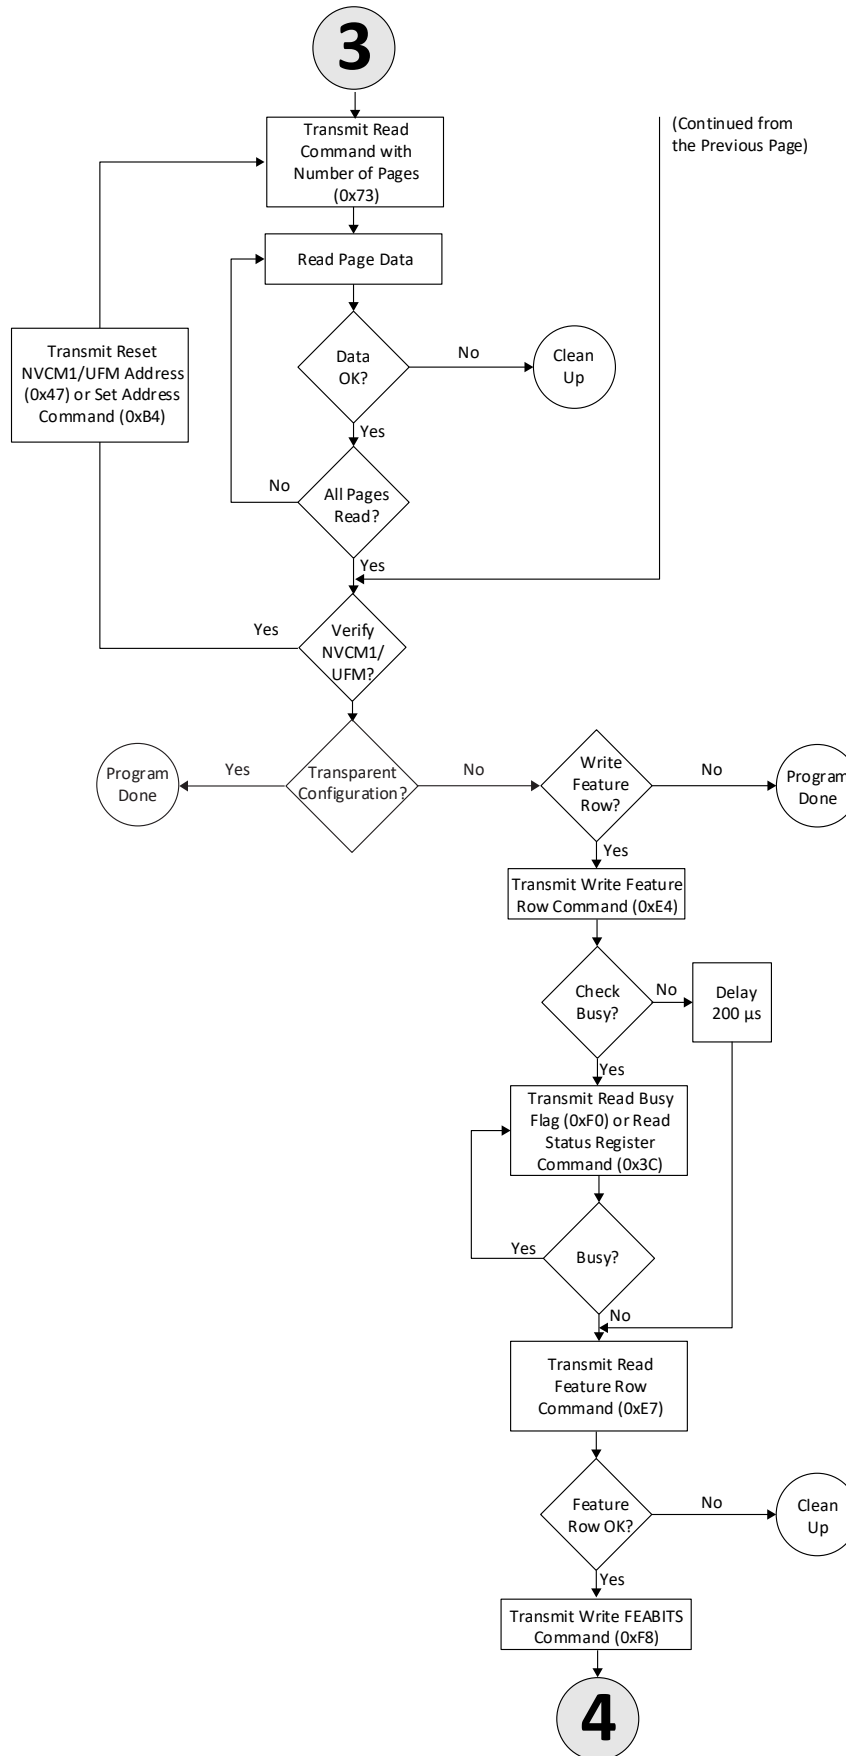 3
Transmit Read
Command with
Number of Pages
(0x73)
(Continued from
the Previous Page)
Read Page Data
Transmit Reset
NVCM1/UFM Address
(0x47) or Set Address
Command (0xB4)
Data
OK?
No
Clean
Up
Yes
No
All Pages
Read?
Yes
Yes
Verify
NVCM1/
UFM?
Program
Done
Yes
Transparent
Configuration?
No
Write
Feature
Row?
No
Program
Done
Yes
Transmit Write Feature
Row Command (0xE4)
Check
Busy?
No
Delay
200 µs
Yes
Transmit Read Busy
Flag (0xF0) or Read
Status Register
Command (0x3C)
Yes
Busy?
No
Transmit Read
Feature Row
Command (0xE7)
Feature
Row OK?
No
Clean
Up
Yes
Transmit Write FEABITS
Command (0xF8)
4